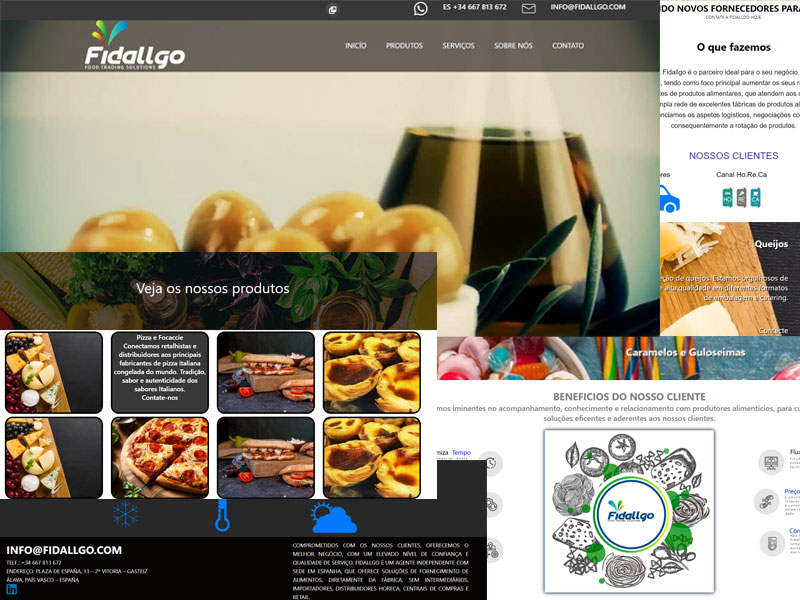 ES +34 667 813 672
INFO@FIDALLGO.COM
Fidallgo
FOOD TRADING SOLUTIONS
INÍCIO
PRODUTOS
SERVIÇOS
SOBRE NÓS
CONTATO
DO NOVOS FORNECEDORES PARA
CONTATE A FIDALLGO HOJE.
O que fazemos
Fidallgo é o parceiro ideal para o seu negócio.
, tendo como foco principal aumentar os seus
tes de produtos alimentares, que atendem aos
mpla rede de excelentes fábricas de produtos
nciamos os aspetos logísticos, negociações
consequentemente a rotação de produtos.
NOSSOS CLIENTES
Canal Ho.Re.Ca
HO RE CA
Queijos
eção de queijos. Estamos orgulhosos de
alta qualidade em diferentes formatos
de embalagem e catering.
Contacte
Veja os nossos produtos
Pizza e Focaccie
Conectamos retalhistas e
distribuidores aos principais
fabricantes de pizza italiana
congelada do mundo. Tradição,
sabor e autenticidade dos
sabores Italianos.
Contate-nos
Caramelos e Guloseimas
BENEFICIOS DO NOSSO CLIENTE
mos iminentes no acompanhamento, conhecimento e relacionamento com produtores alimentícios, para
soluções eficentes e aderentes aos nossos clientes.
miza Tempo
Fidallgo
Preço
INFO@FIDALLGO.COM
TELF.: +34 667 813 672
ENDEREÇO: PLAZA DE ESPAÑA, 13 – 2º VITORIA – GASTEIZ
ÁLAVA, PAÍS VASCO – ESPAÑA
COMPROMETIDOS COM OS NOSSOS CLIENTES, OFERECEMOS O
MELHOR NEGÓCIO, COM UM ELEVADO NÍVEL DE CONFIANÇA E
QUALIDADE DE SERVIÇO. FIDALLGO É UM AGENTE INDEPENDENTE COM
SEDE EM ESPANHA, QUE OFERECE SOLUÇÕES DE FORNECIMENTO DE
ALIMENTOS, DIRETAMENTE DA FÁBRICA, SEM INTERMEDIÁRIOS,
IMPORTADORES, DISTRIBUIDORES HORECA, CENTRAIS DE COMPRAS E
RETAIL.